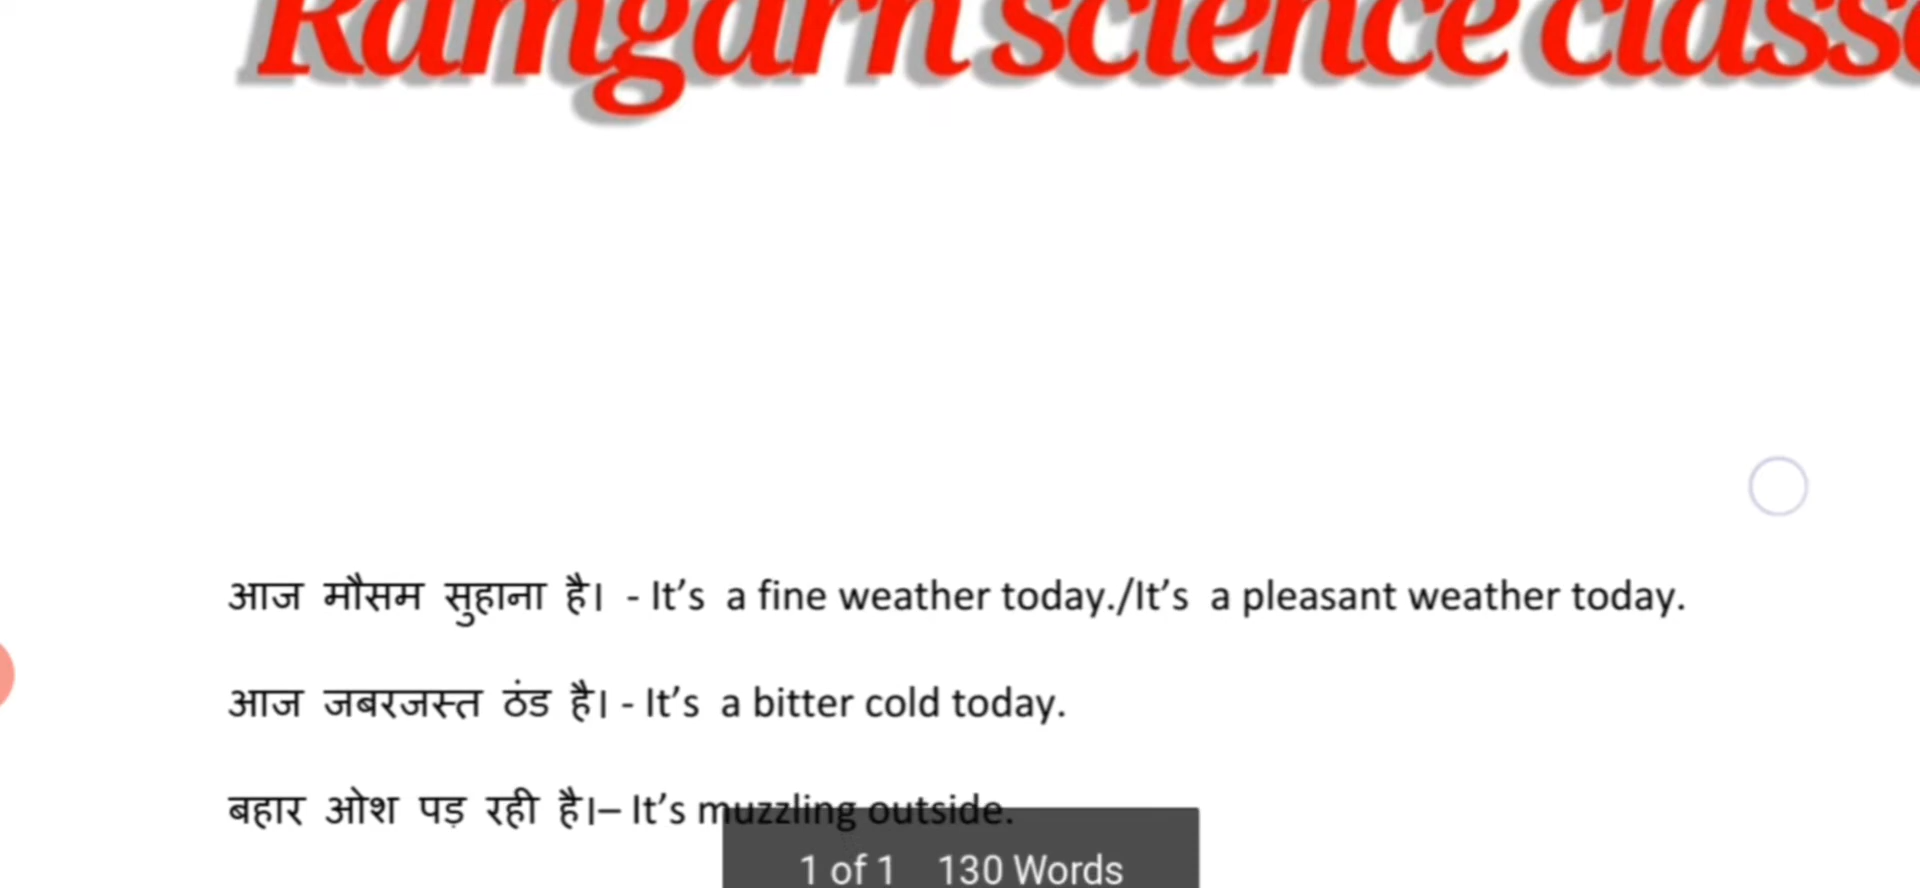 Ramgarh science classe
आज मौसम सुहाना है। - It’s a fine weather today./It’s a pleasant weather today.
आज जबरजस्त ठंड है। - It’s a bitter cold today.
बहार ओश पड़ रही है।– It’s muzzling outside.
1 of 1 130 Words